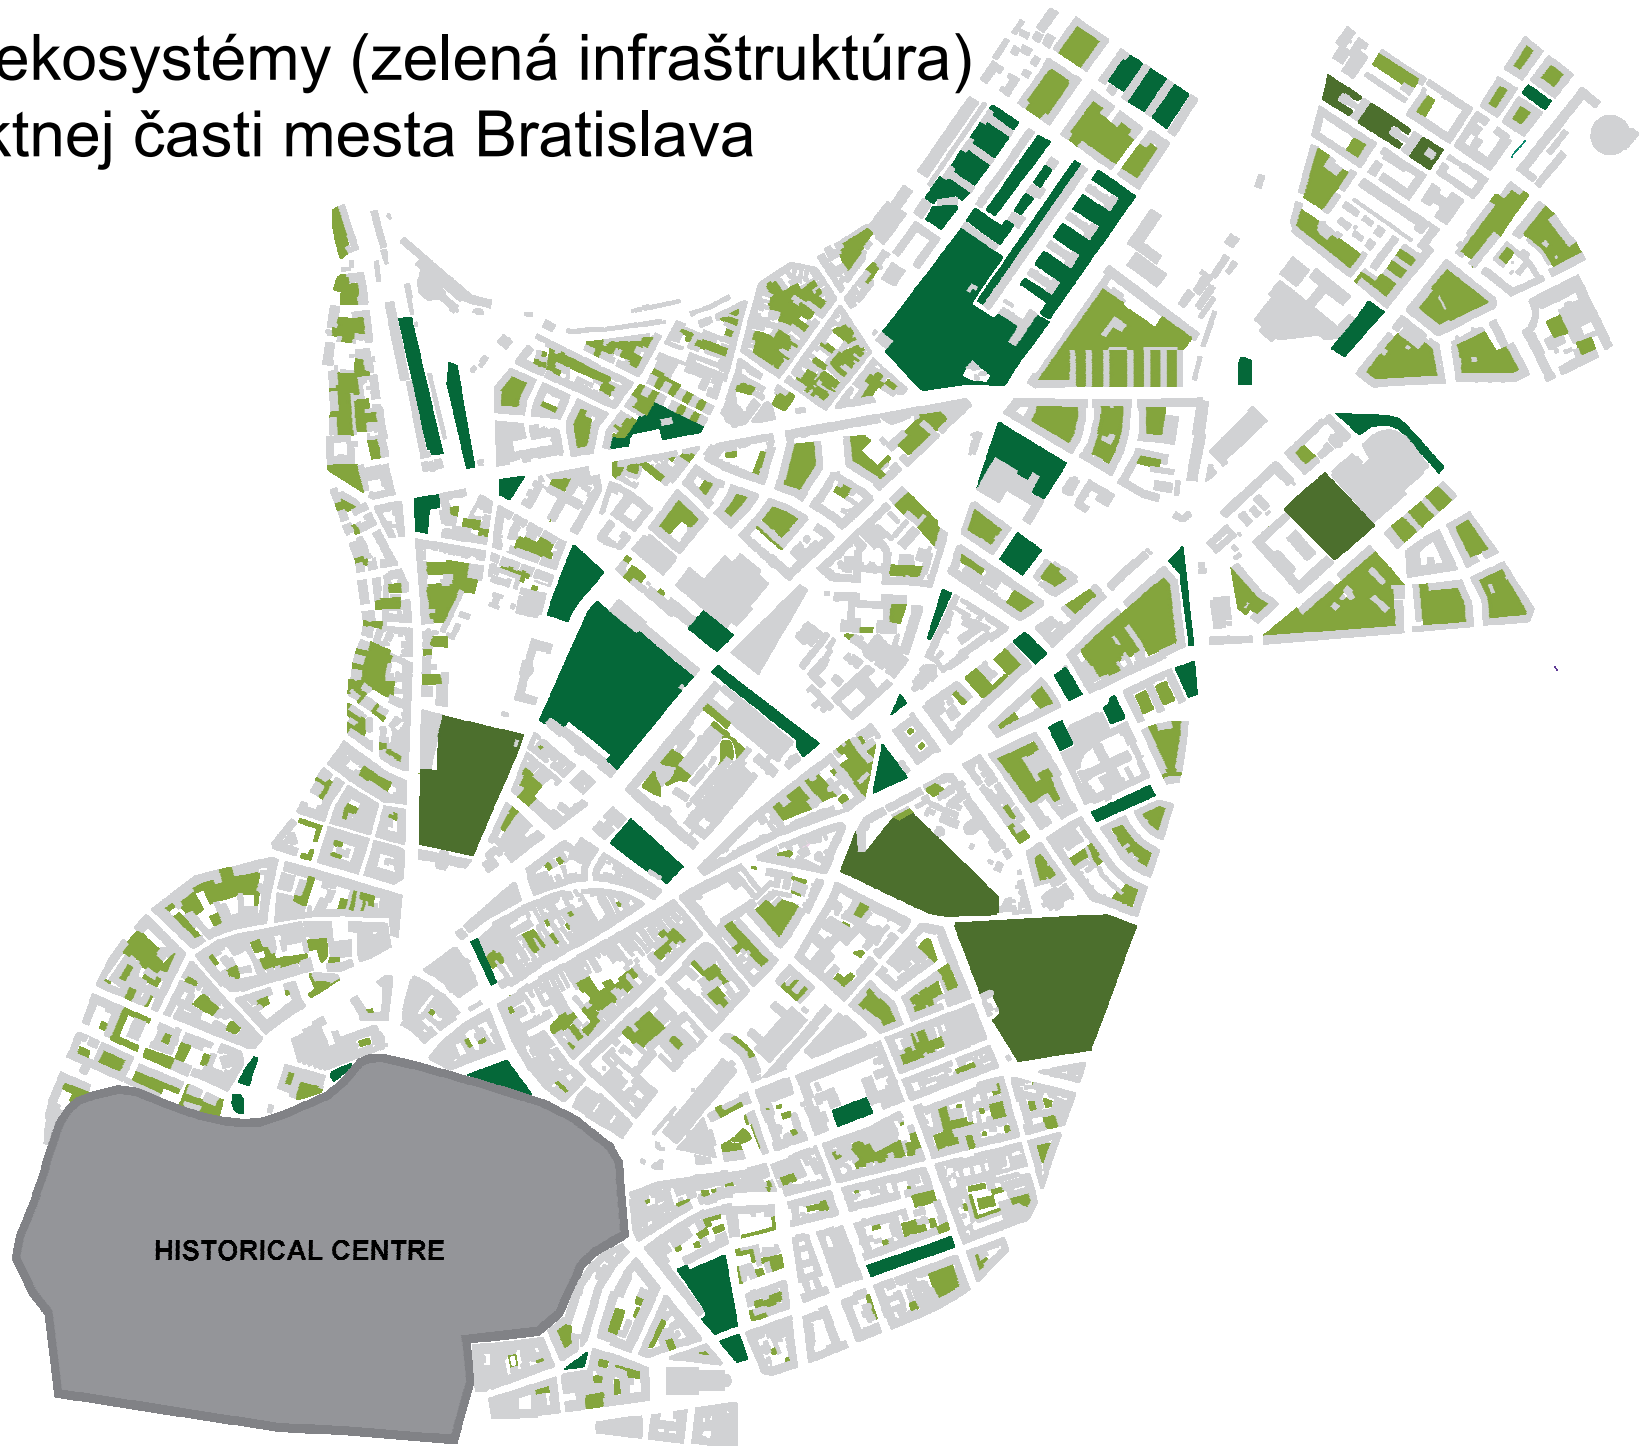 ekosystémy (zelená infraštruktúra)
ktnej časti mesta Bratislava
HISTORICAL CENTRE